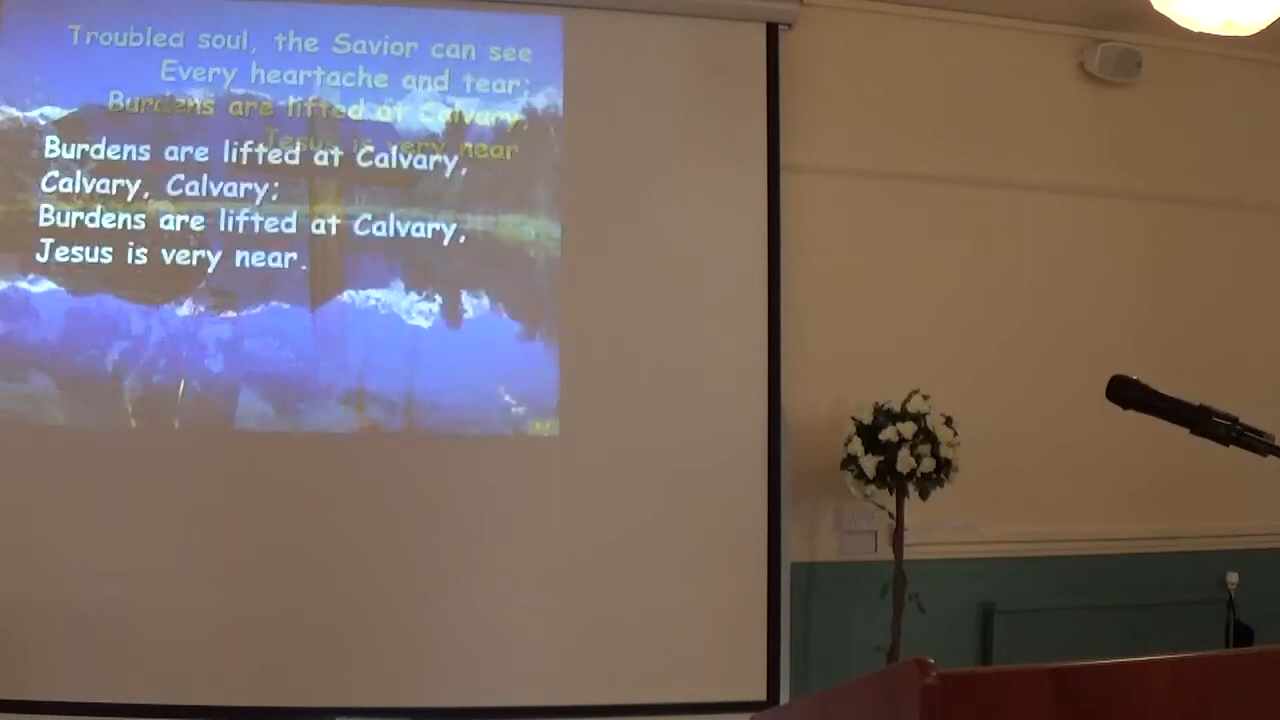 Troubled soul, the Savior can see
Every heartache and tear;
Burdens are lifted at Calvary,
Jesus is very near
Burdens are lifted at Calvary,
Calvary, Calvary;
Burdens are lifted at Calvary,
Jesus is very near.